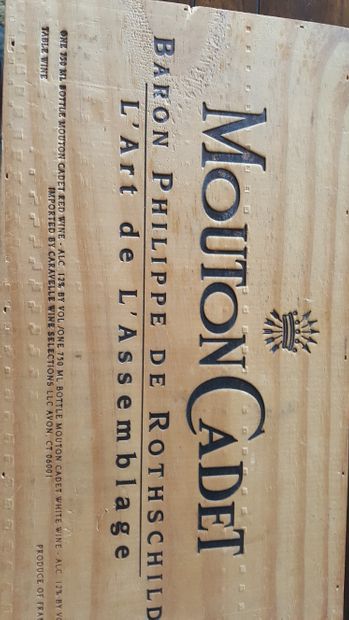 MOUTON CADET
BARON PHILIPPE DE ROTHSCHILD
L'Art de L'Assemblage
ONE 750 ML BOTTLE MOUTON CADET RED WINE - ALC. 12% BY VOL./ONE 750 ML BOTTLE MOUTON CADET WHITE WINE - ALC. 12% BY VO
TABLE WINE
IMPORTED BY CARAVELLE WINE SELECTIONS LLC AVON, CT 06001
PRODUCE OF FRAN